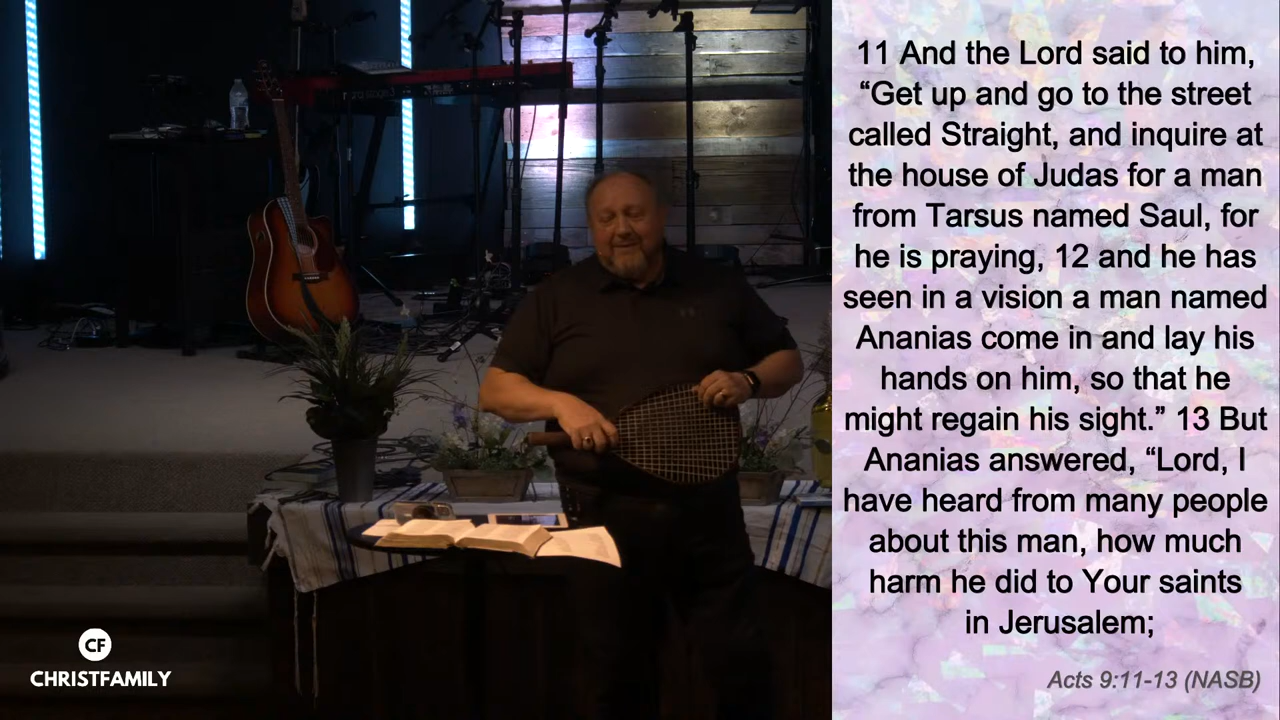 11 And the Lord said to him,
“Get up and go to the street
called Straight, and inquire at
the house of Judas for a man
from Tarsus named Saul, for
he is praying, 12 and he has
seen in a vision a man named
Ananias come in and lay his
hands on him, so that he
might regain his sight.” 13 But
Ananias answered, “Lord, I
have heard from many people
about this man, how much
harm he did to Your saints
in Jerusalem;
Acts 9:11-13 (NASB)
CF
CHRISTFAMILY